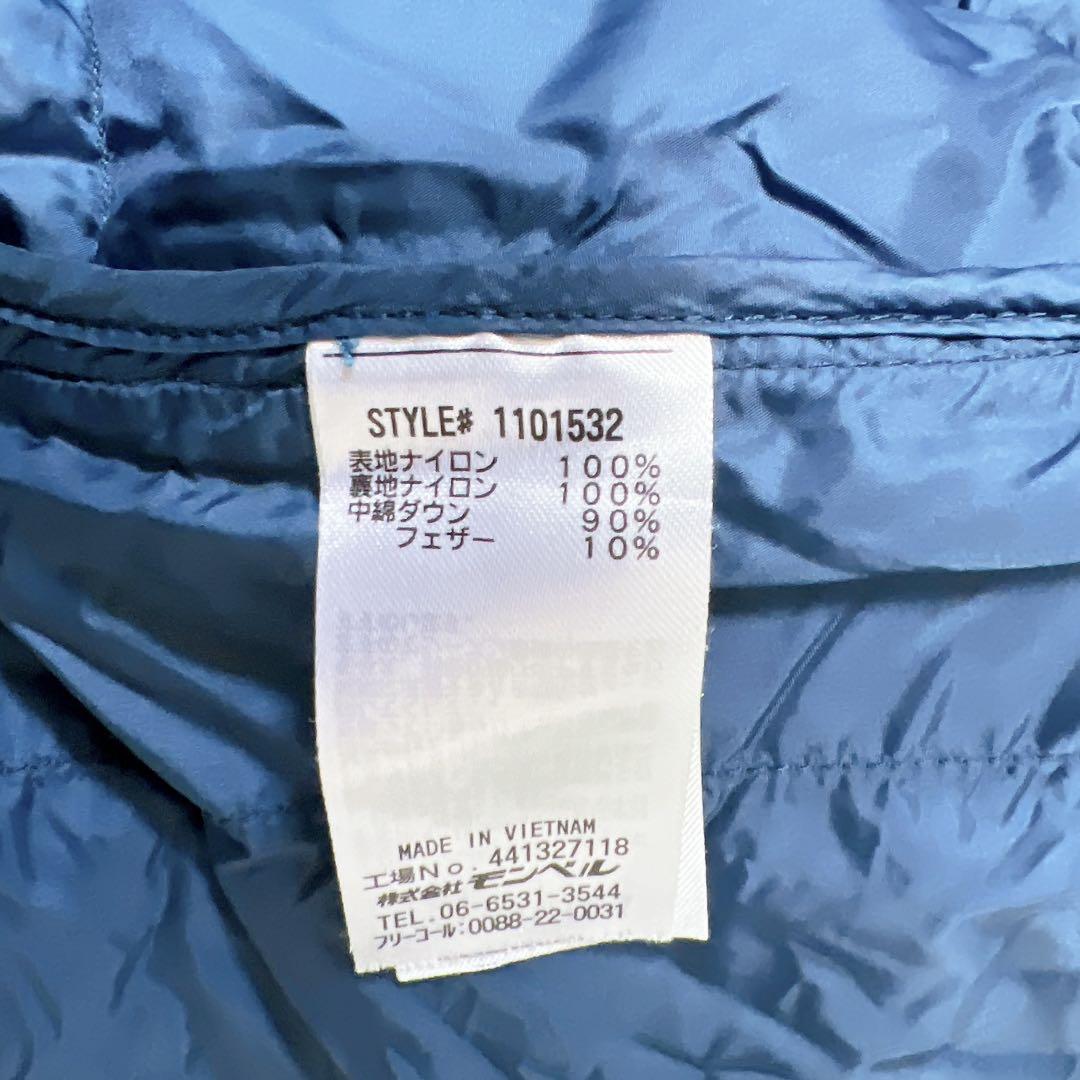 STYLE# 1101532
表地ナイロン 100%
裏地ナイロン 100%
中綿ダウン 90%
フェザー 10%
MADE IN VIETNAM
工場No. 441327118
株式会社モンベル
TEL.06-6531-3544
フリーコール:0088-22-0031